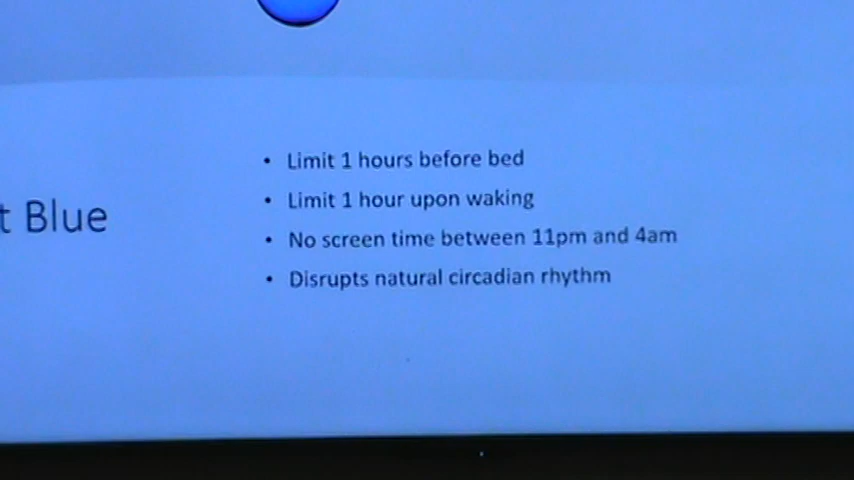 t Blue
• Limit 1 hours before bed
• Limit 1 hour upon waking
• No screen time between 11pm and 4am
• Disrupts natural circadian rhythm